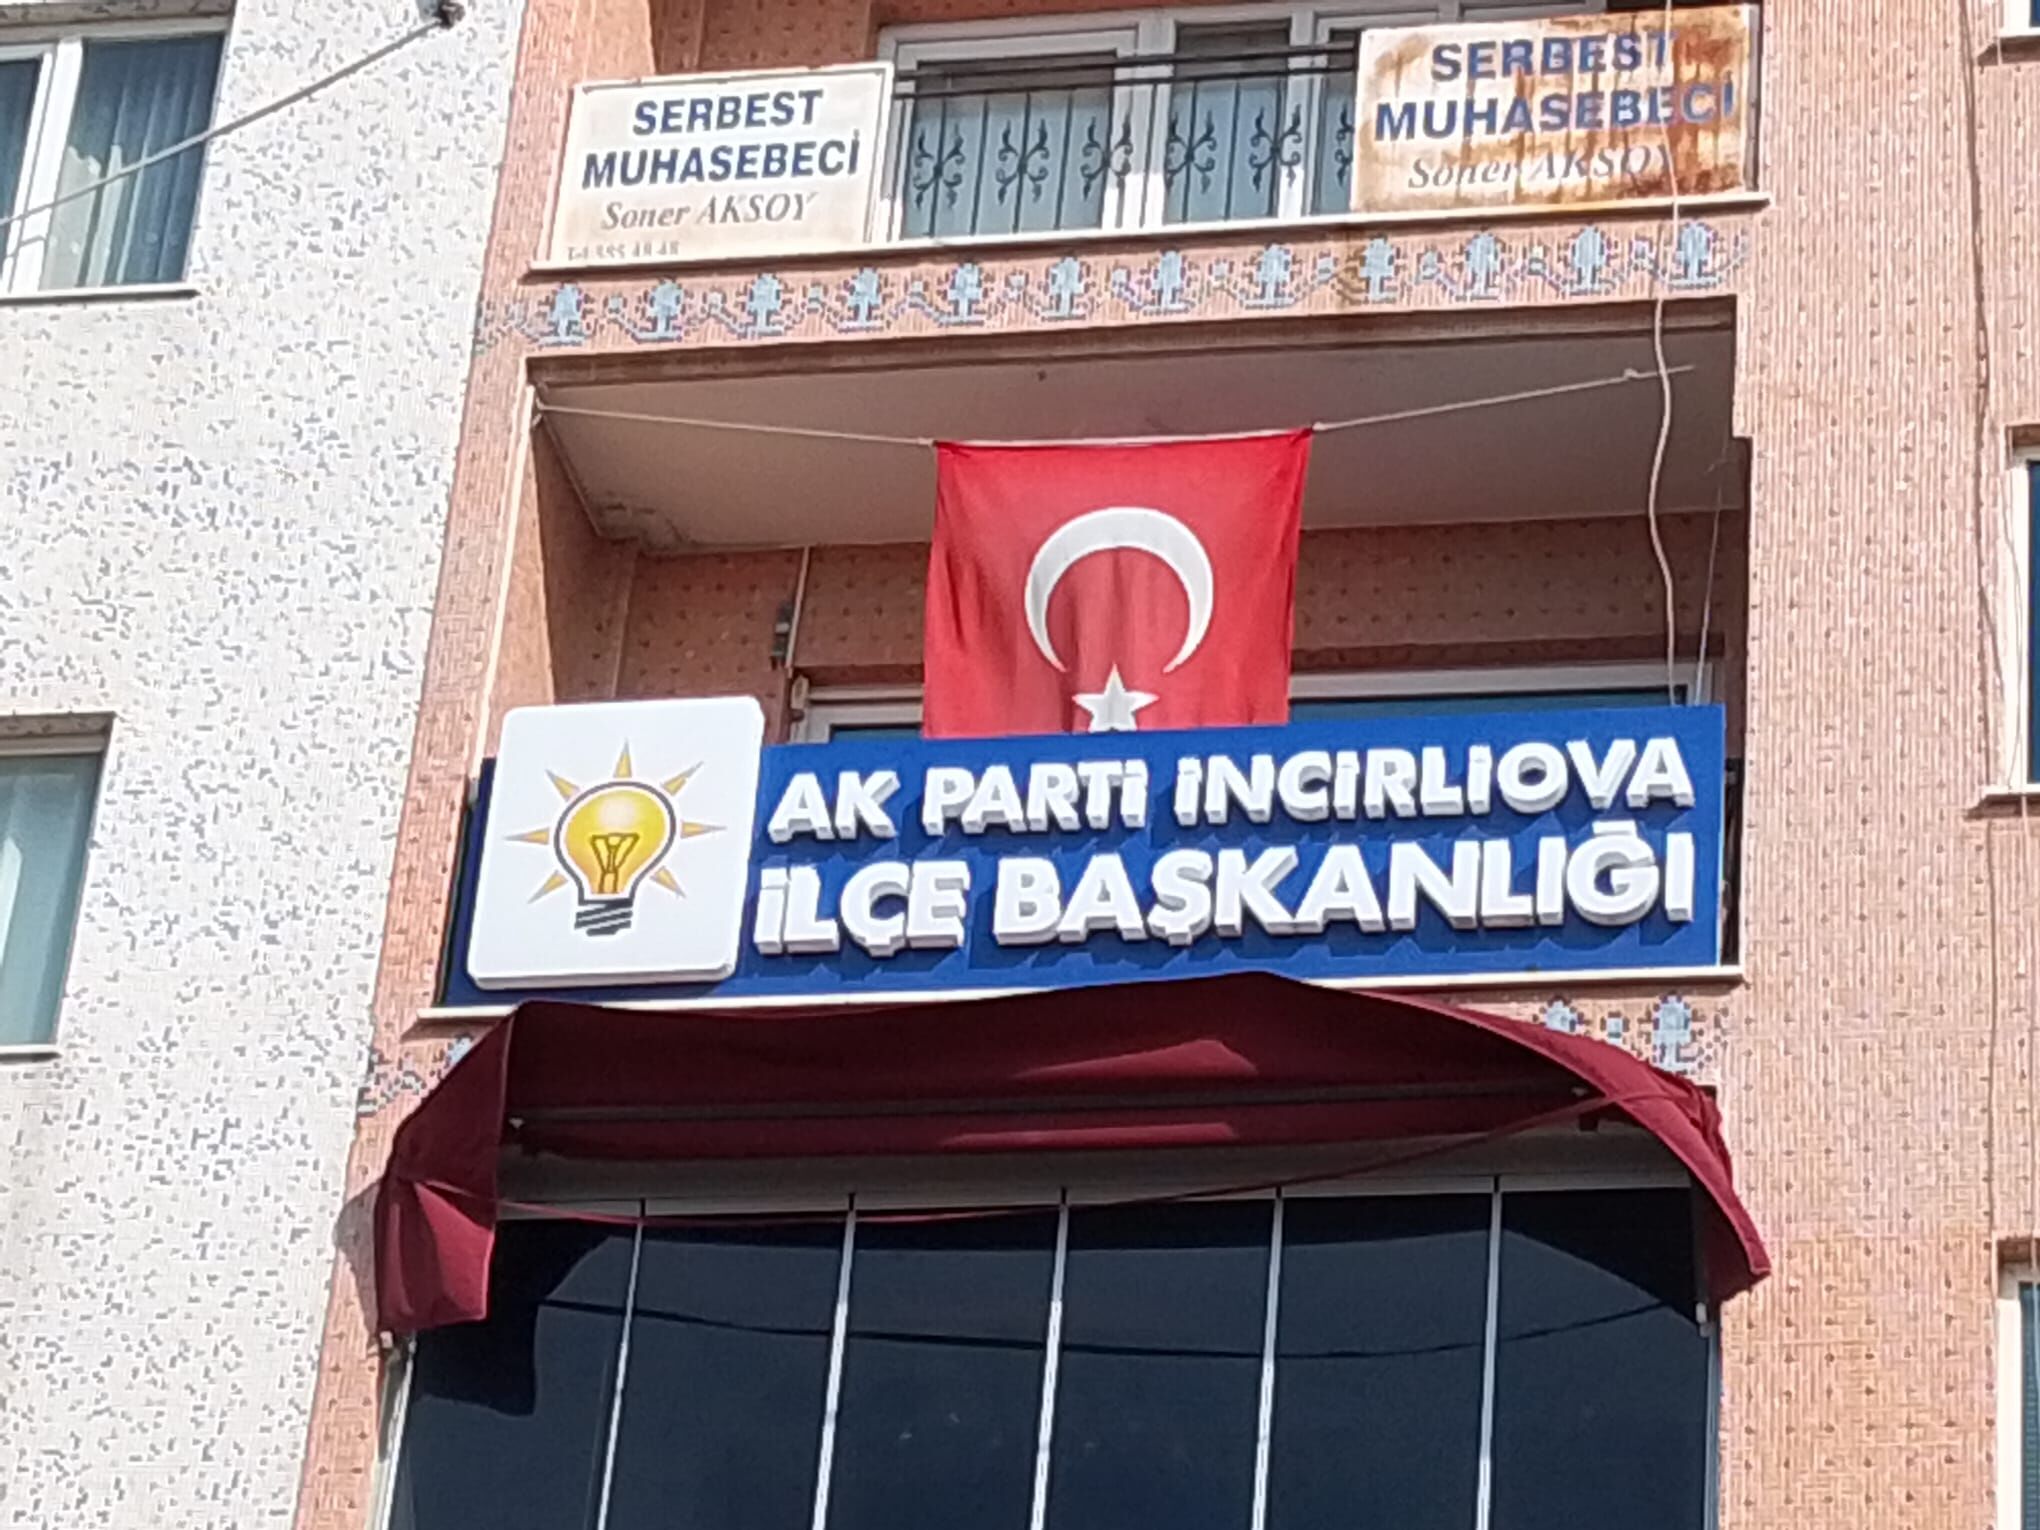 SERBEST
MUHASEBECİ
Soner AKSOY
SERBEST
MUHASEBECİ
Soner AKSOY
AK PARTİ İNCİRLİOVA
İLÇE BAŞKANLIĞI